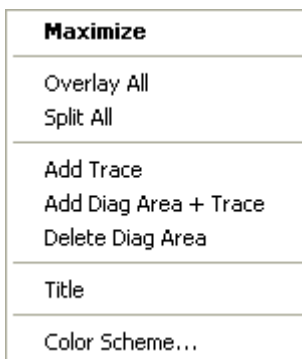 Maximize
Overlay All
Split All
Add Trace
Add Diag Area + Trace
Delete Diag Area
Title
Color Scheme...